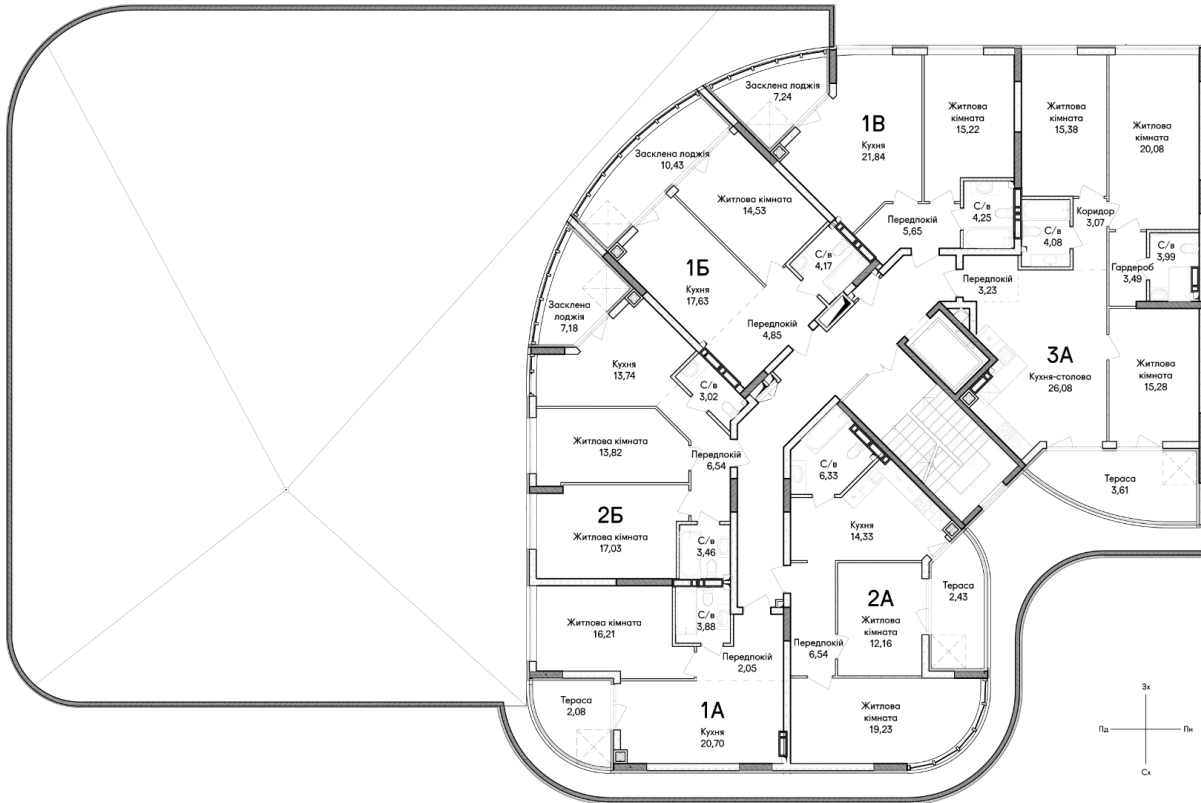 Засклена лоджія
7,24
1В
Кухня
21,84
Житлова
кімната
15,22
Житлова
кімната
15,38
Житлова
кімната
20,08
Засклена лоджія
10,43
Житлова кімната
14,53
С/в
4,25
Передпокій
5,65
С/в
4,08
Коридор
3,07
С/в
3,99
Гардероб
3,49
1Б
Кухня
17,63
С/в
4,17
Передпокій
3,23
Засклена
лоджія
7,18
Передпокій
4,85
3А
Кухня-столова
26,08
Житлова
кімната
15,28
Кухня
13,74
С/в
3,02
Житлова кімната
13,82
Передпокій
6,54
С/в
6,33
Тераса
3,61
2Б
Житлова кімната
17,03
С/в
3,46
Кухня
14,33
Житлова кімната
16,21
С/в
3,88
2А
Житлова
кімната
12,16
Тераса
2,43
Передпокій
2,05
Передпокій
6,54
Тераса
2,08
1А
Кухня
20,70
Житлова
кімната
19,23
Зх
Пд
Пн
Сх